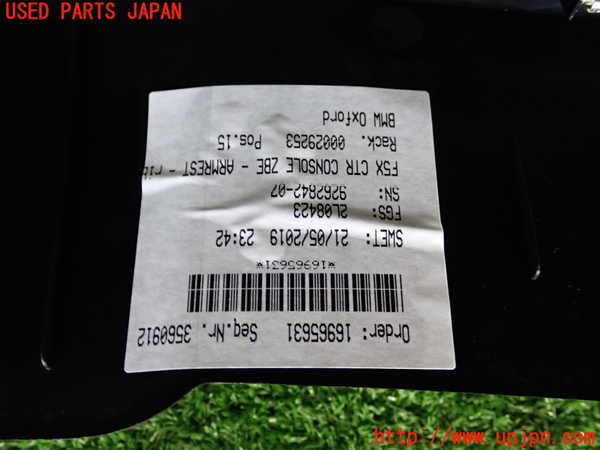 USED PARTS JAPAN
Order: 16965631 Seq.Nr. 3560912
*16965631*
SWET: 21/05/2019 23:42
FGS: 2L08423
SN: 9262842-07
F5X CTR CONSOLE ZBE - ARMREST - rib
Rack. 00029253 Pos.15
BMW Oxford
http://www.upjpn.com/